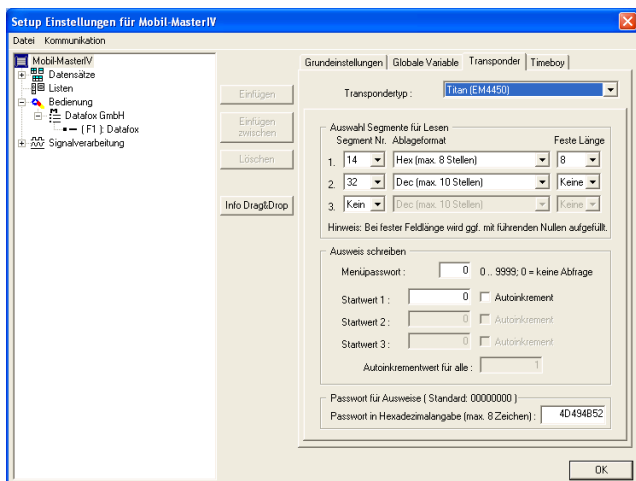 Setup Einstellungen für Mobil-MasterIV
Datei Kommunikation
Mobil-MasterIV
Datensätze
Listen
Bedienung
Datafox GmbH
( F1 ): Datafox
Signalverarbeitung
Einfügen
Einfügen
zwischen
Löschen
Info Drag&Drop
Grundeinstellungen Globale Variable Transponder Timeboy
Transpondertyp : Titan (EM4450)
Auswahl Segmente für Lesen
Segment Nr. Ablageformat Feste Länge
1. 14 Hex (max. 8 Stellen) 8
2. 32 Dec (max. 10 Stellen) Keine
3. Kein Dec (max. 10 Stellen) Keine
Hinweis: Bei fester Feldlänge wird ggf. mit führenden Nullen aufgefüllt.
Ausweis schreiben
Menüpasswort : 0 0 .. 9999; 0 = keine Abfrage
Startwert 1 : 0 Autoinkrement
Startwert 2 : 0 Autoinkrement
Startwert 3 : 0 Autoinkrement
Autoinkrementwert für alle : 1
Passwort für Ausweise ( Standard: 00000000 )
Passwort in Hexadezimalangabe (max. 8 Zeichen) : 4D494B52
OK